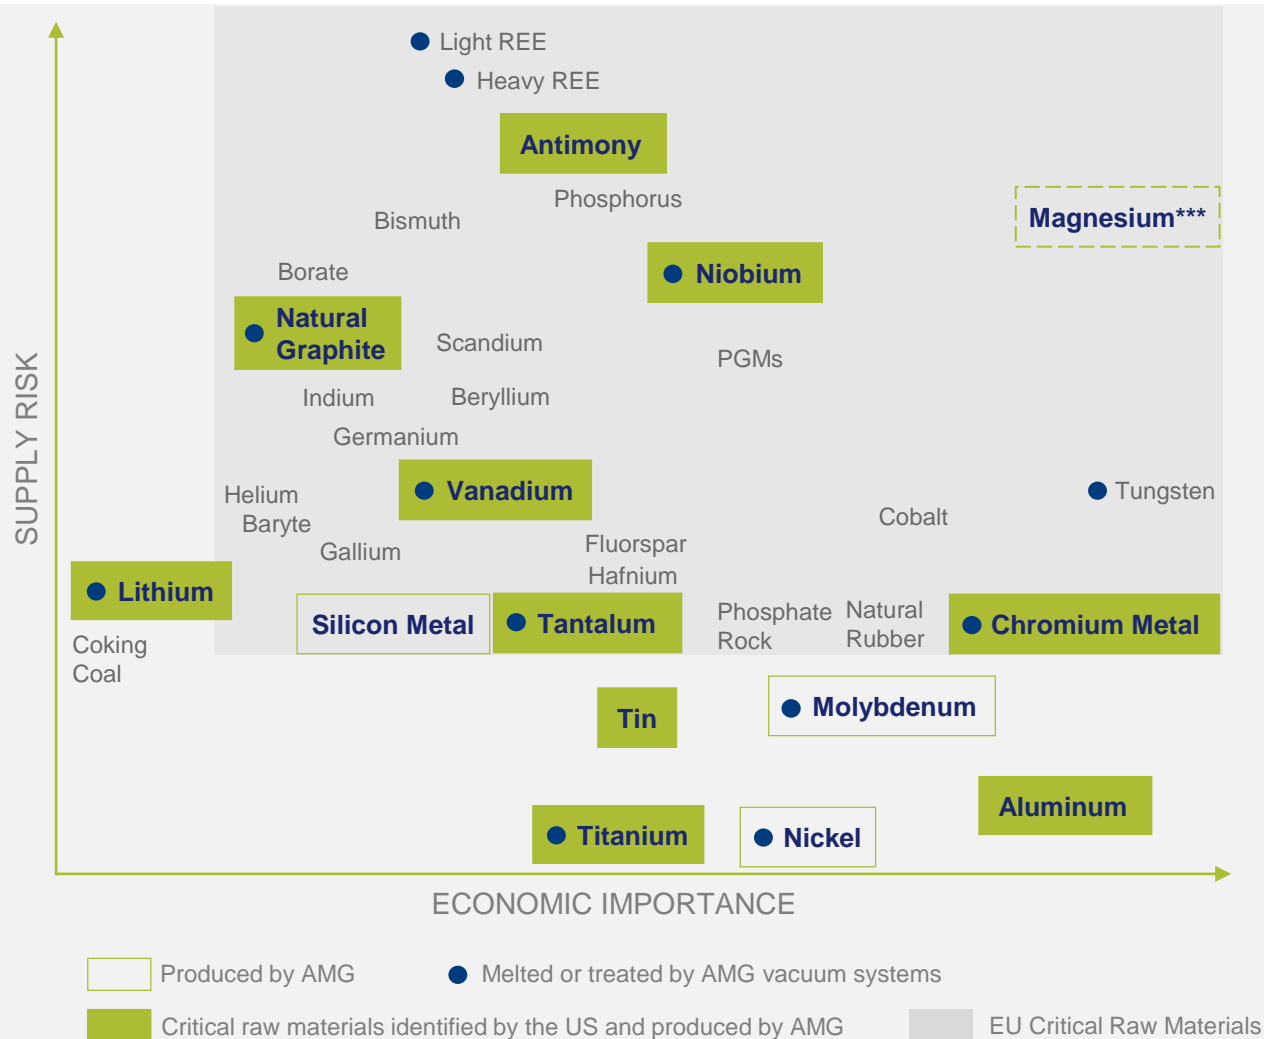 Light REE
Heavy REE
Antimony
Phosphorus
Bismuth
Magnesium***
Borate
Niobium
Natural
Graphite
Scandium
PGMs
Indium
Beryllium
Germanium
Vanadium
Helium
Baryte
Tungsten
Cobalt
Gallium
Fluorspar
Hafnium
Lithium
Coking
Coal
Silicon Metal
Tantalum
Phosphate
Rock
Natural
Rubber
Chromium Metal
Tin
Molybdenum
Titanium
Nickel
Aluminum
SUPPLY RISK
ECONOMIC IMPORTANCE
Produced by AMG
Melted or treated by AMG vacuum systems
Critical raw materials identified by the US and produced by AMG
EU Critical Raw Materials